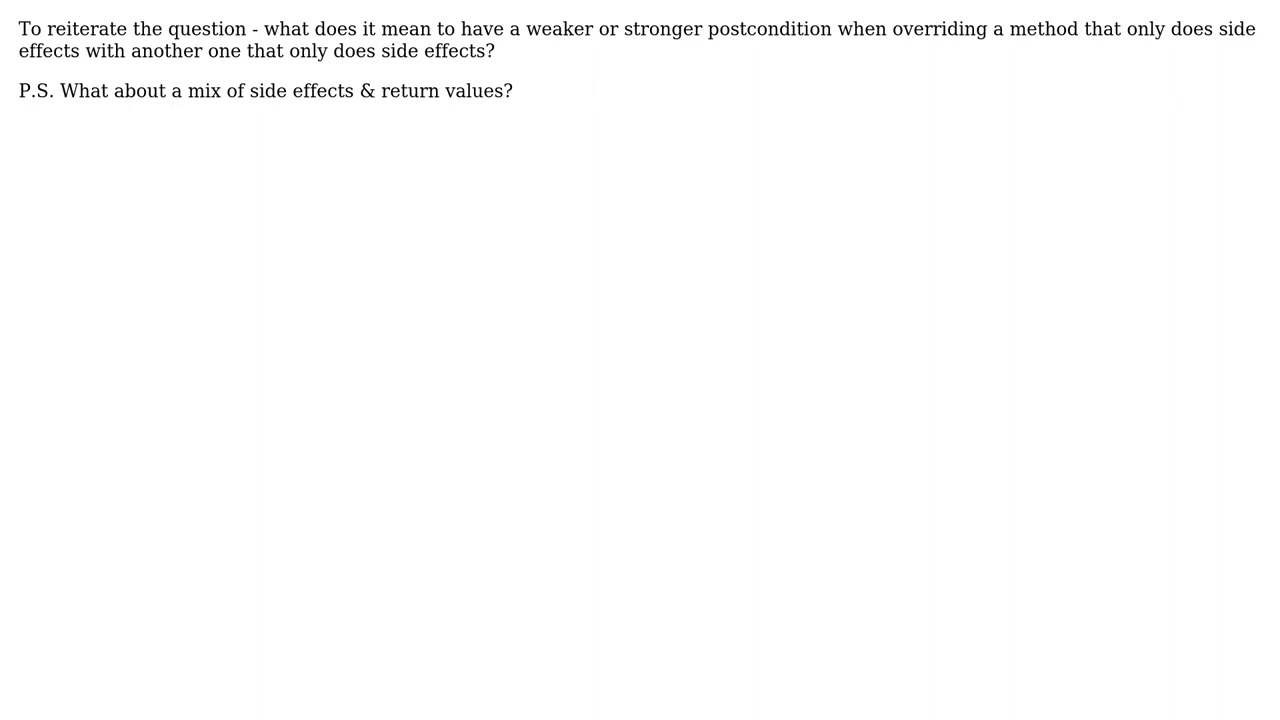 To reiterate the question - what does it mean to have a weaker or stronger postcondition when overriding a method that only does side
effects with another one that only does side effects?
P.S. What about a mix of side effects & return values?